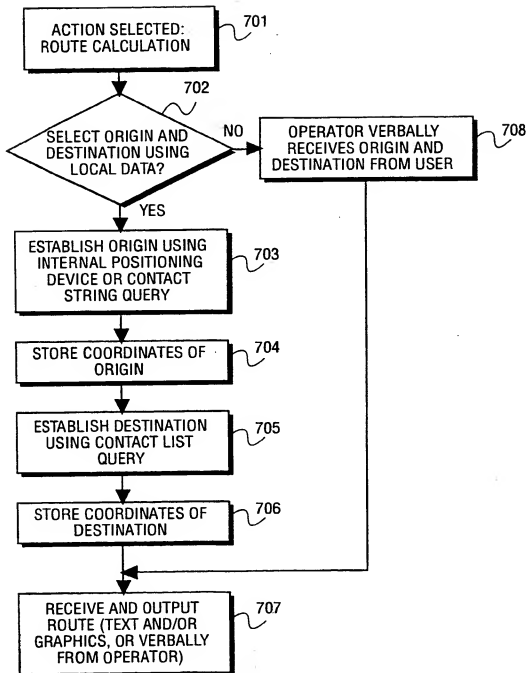 ACTION SELECTED:
ROUTE CALCULATION
701
702
SELECT ORIGIN AND
DESTINATION USING
LOCAL DATA?
NO
OPERATOR VERBALLY
RECEIVES ORIGIN AND
DESTINATION FROM USER
708
YES
ESTABLISH ORIGIN USING
INTERNAL POSITIONING
DEVICE OR CONTACT
STRING QUERY
703
STORE COORDINATES OF
ORIGIN
704
ESTABLISH DESTINATION
USING CONTACT LIST
QUERY
705
STORE COORDINATES OF
DESTINATION
706
RECEIVE AND OUTPUT
ROUTE (TEXT AND/OR
GRAPHICS, OR VERBALLY
FROM OPERATOR)
707